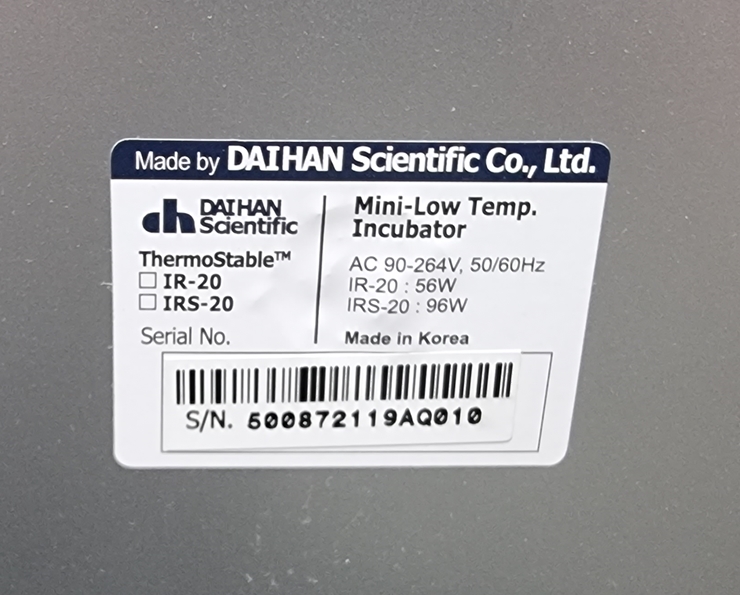 Made by DAIHAN Scientific Co., Ltd.
dh DAIHAN Scientific
ThermoStable™
☐ IR-20
☐ IRS-20
Serial No.
Mini-Low Temp.
Incubator
AC 90-264V, 50/60Hz
IR-20 : 56W
IRS-20 : 96W
Made in Korea
S/N. 500872119AQ010